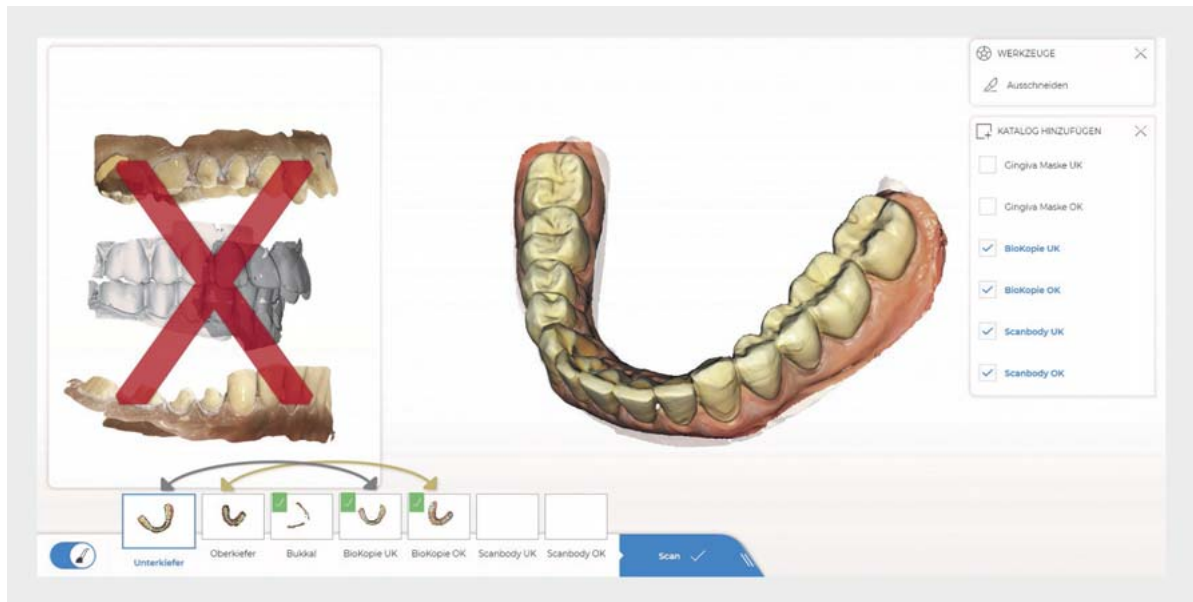 WERKZEUGE
Ausschneiden
KATALOG HINZUFÜGEN
Gingiva Maske UK
Gingiva Maske OK
BioKopie UK
BioKopie OK
Scanbody UK
Scanbody OK
Unterkiefer
Oberkiefer
Bukkal
BioKopie UK
BioKopie OK
Scanbody UK
Scanbody OK
Scan